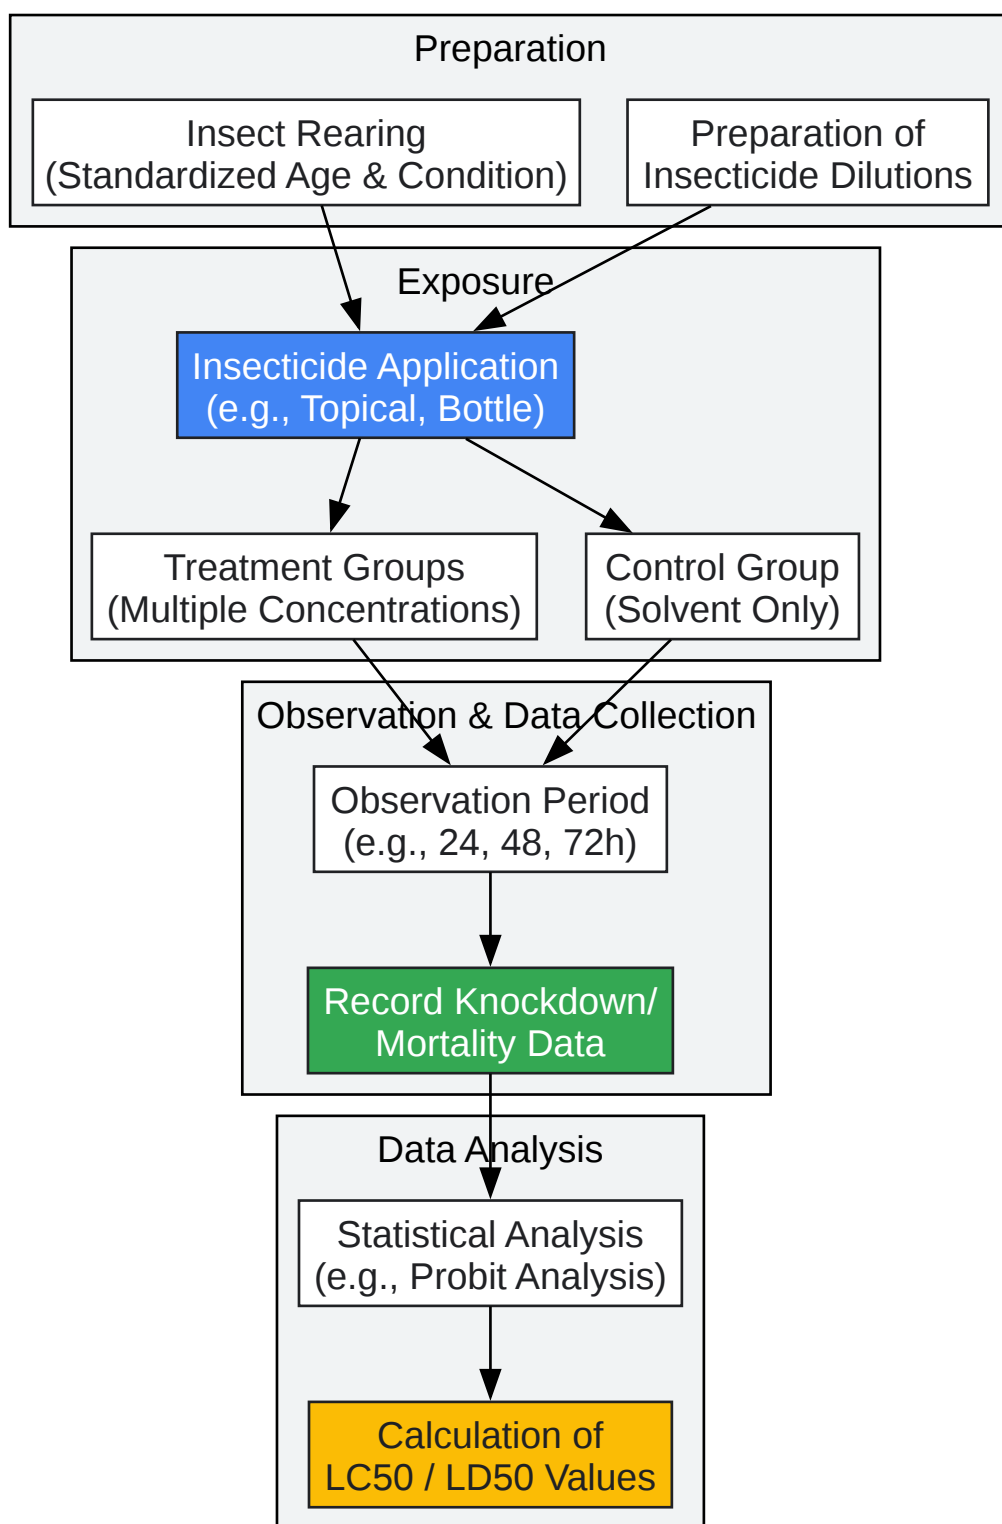 Preparation
Insect Rearing
(Standardized Age & Condition)
Preparation of
Insecticide Dilutions
Exposure
Insecticide Application
(e.g., Topical, Bottle)
Treatment Groups
(Multiple Concentrations)
Control Group
(Solvent Only)
Observation & Data Collection
Observation Period
(e.g., 24, 48, 72h)
Record Knockdown/
Mortality Data
Data Analysis
Statistical Analysis
(e.g., Probit Analysis)
Calculation of
LC50 / LD50 Values